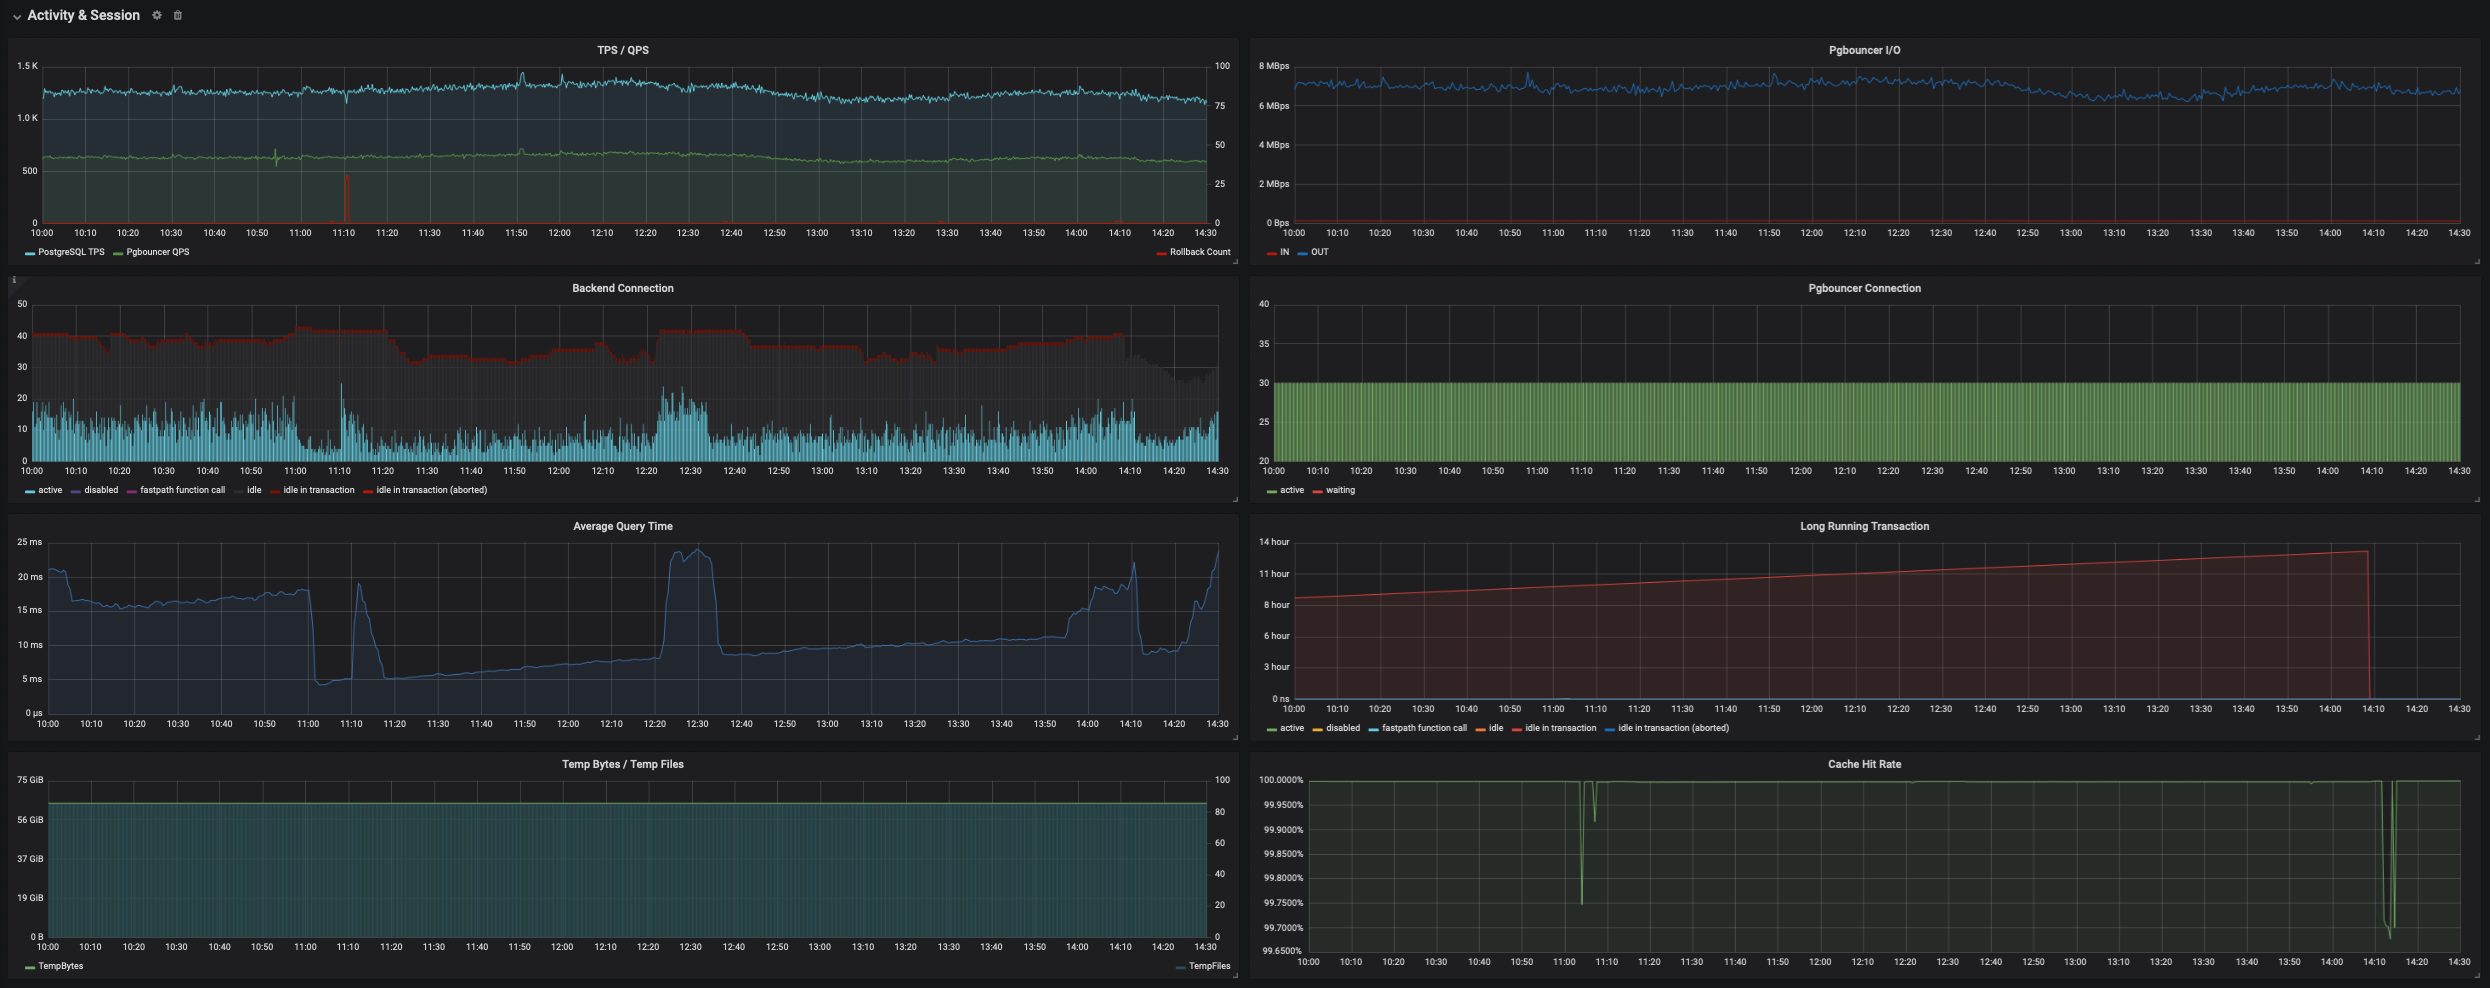 Activity & Session
TPS / QPS
1.5 K
1.0 K
500
0
100
75
50
25
0
10:00 10:10 10:20 10:30 10:40 10:50 11:00 11:10 11:20 11:30 11:40 11:50 12:00 12:10 12:20 12:30 12:40 12:50 13:00 13:10 13:20 13:30 13:40 13:50 14:00 14:10 14:20 14:30
PostgreSQL TPS Pgbouncer QPS Rollback Count
Pgbouncer I/O
8 MBps
6 MBps
4 MBps
2 MBps
0 Bps
10:00 10:10 10:20 10:30 10:40 10:50 11:00 11:10 11:20 11:30 11:40 11:50 12:00 12:10 12:20 12:30 12:40 12:50 13:00 13:10 13:20 13:30 13:40 13:50 14:00 14:10 14:20 14:30
IN OUT
i
Backend Connection
50
40
30
20
10
0
10:00 10:10 10:20 10:30 10:40 10:50 11:00 11:10 11:20 11:30 11:40 11:50 12:00 12:10 12:20 12:30 12:40 12:50 13:00 13:10 13:20 13:30 13:40 13:50 14:00 14:10 14:20 14:30
active disabled fastpath function call idle idle in transaction idle in transaction (aborted)
Pgbouncer Connection
40
35
30
25
20
10:00 10:10 10:20 10:30 10:40 10:50 11:00 11:10 11:20 11:30 11:40 11:50 12:00 12:10 12:20 12:30 12:40 12:50 13:00 13:10 13:20 13:30 13:40 13:50 14:00 14:10 14:20 14:30
active waiting
Average Query Time
25 ms
20 ms
15 ms
10 ms
5 ms
0 µs
10:00 10:10 10:20 10:30 10:40 10:50 11:00 11:10 11:20 11:30 11:40 11:50 12:00 12:10 12:20 12:30 12:40 12:50 13:00 13:10 13:20 13:30 13:40 13:50 14:00 14:10 14:20 14:30
Long Running Transaction
14 hour
11 hour
8 hour
6 hour
3 hour
0 ns
10:00 10:10 10:20 10:30 10:40 10:50 11:00 11:10 11:20 11:30 11:40 11:50 12:00 12:10 12:20 12:30 12:40 12:50 13:00 13:10 13:20 13:30 13:40 13:50 14:00 14:10 14:20 14:30
active disabled fastpath function call idle idle in transaction idle in transaction (aborted)
Temp Bytes / Temp Files
75 GiB
56 GiB
37 GiB
19 GiB
0 B
100
80
60
40
20
0
10:00 10:10 10:20 10:30 10:40 10:50 11:00 11:10 11:20 11:30 11:40 11:50 12:00 12:10 12:20 12:30 12:40 12:50 13:00 13:10 13:20 13:30 13:40 13:50 14:00 14:10 14:20 14:30
TempBytes TempFiles
Cache Hit Rate
100.0000%
99.9500%
99.9000%
99.8500%
99.8000%
99.7500%
99.7000%
99.6500%
10:00 10:10 10:20 10:30 10:40 10:50 11:00 11:10 11:20 11:30 11:40 11:50 12:00 12:10 12:20 12:30 12:40 12:50 13:00 13:10 13:20 13:30 13:40 13:50 14:00 14:10 14:20 14:30